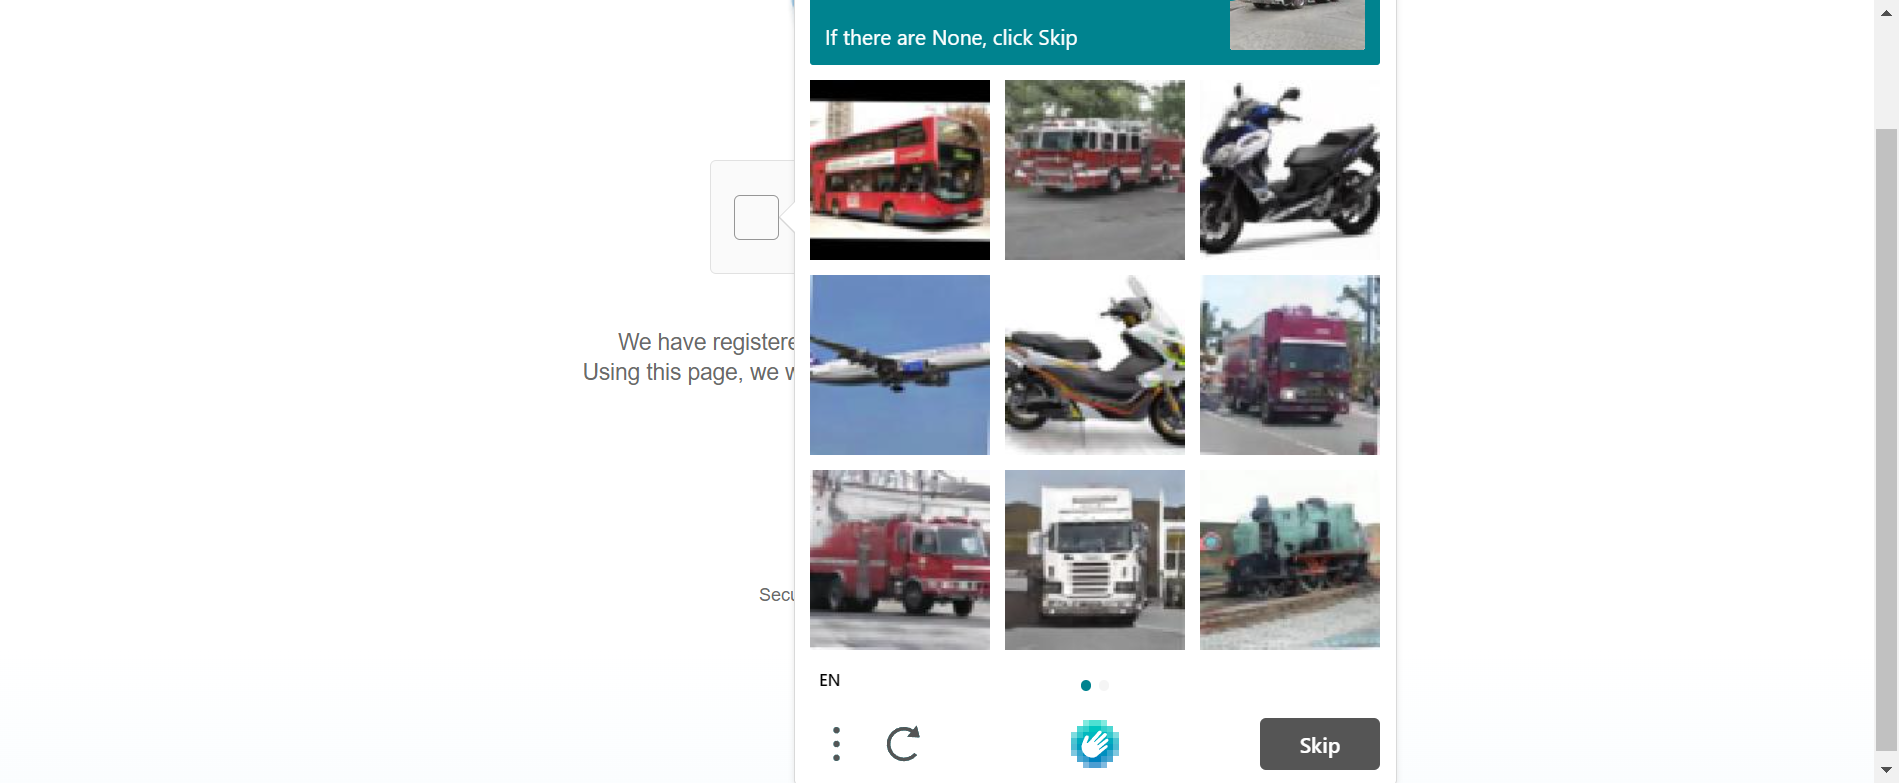 If there are None, click Skip
We have registere
Using this page, we w
Secu
EN
Skip